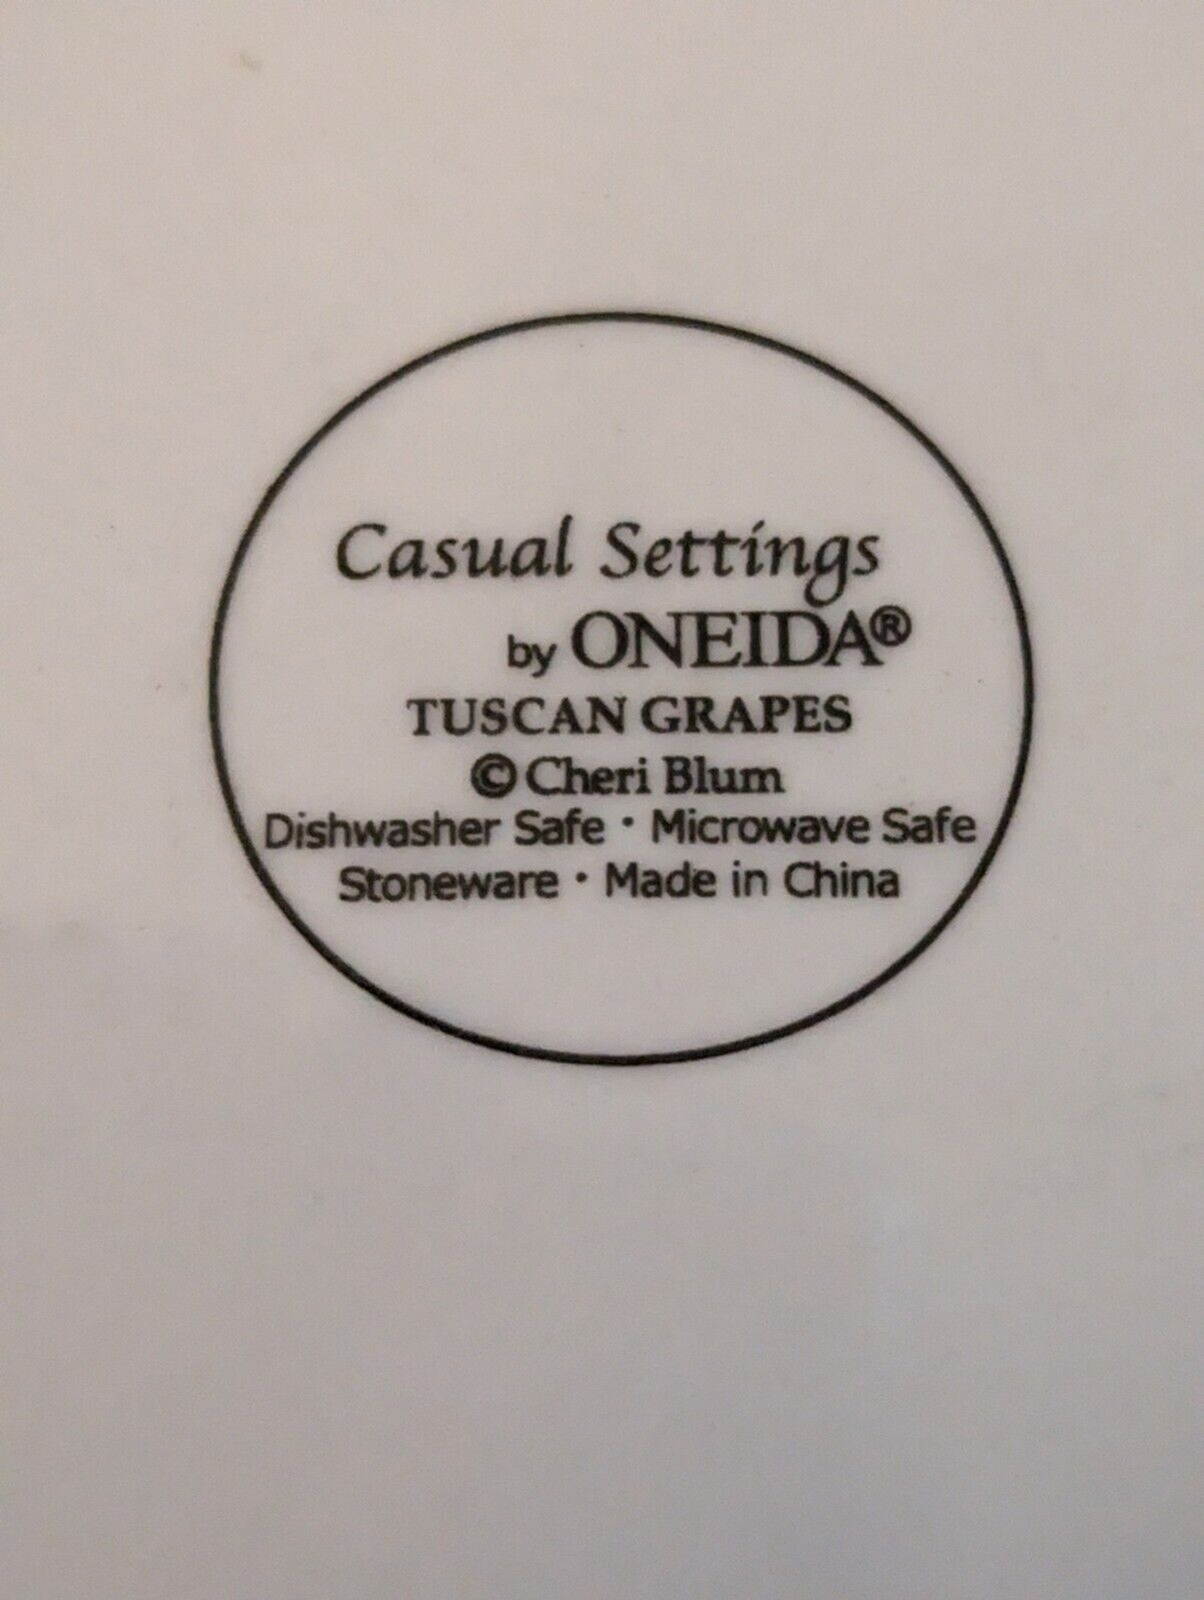 Casual Settings
by ONEIDA®
TUSCAN GRAPES
© Cheri Blum
Dishwasher Safe · Microwave Safe
Stoneware · Made in China